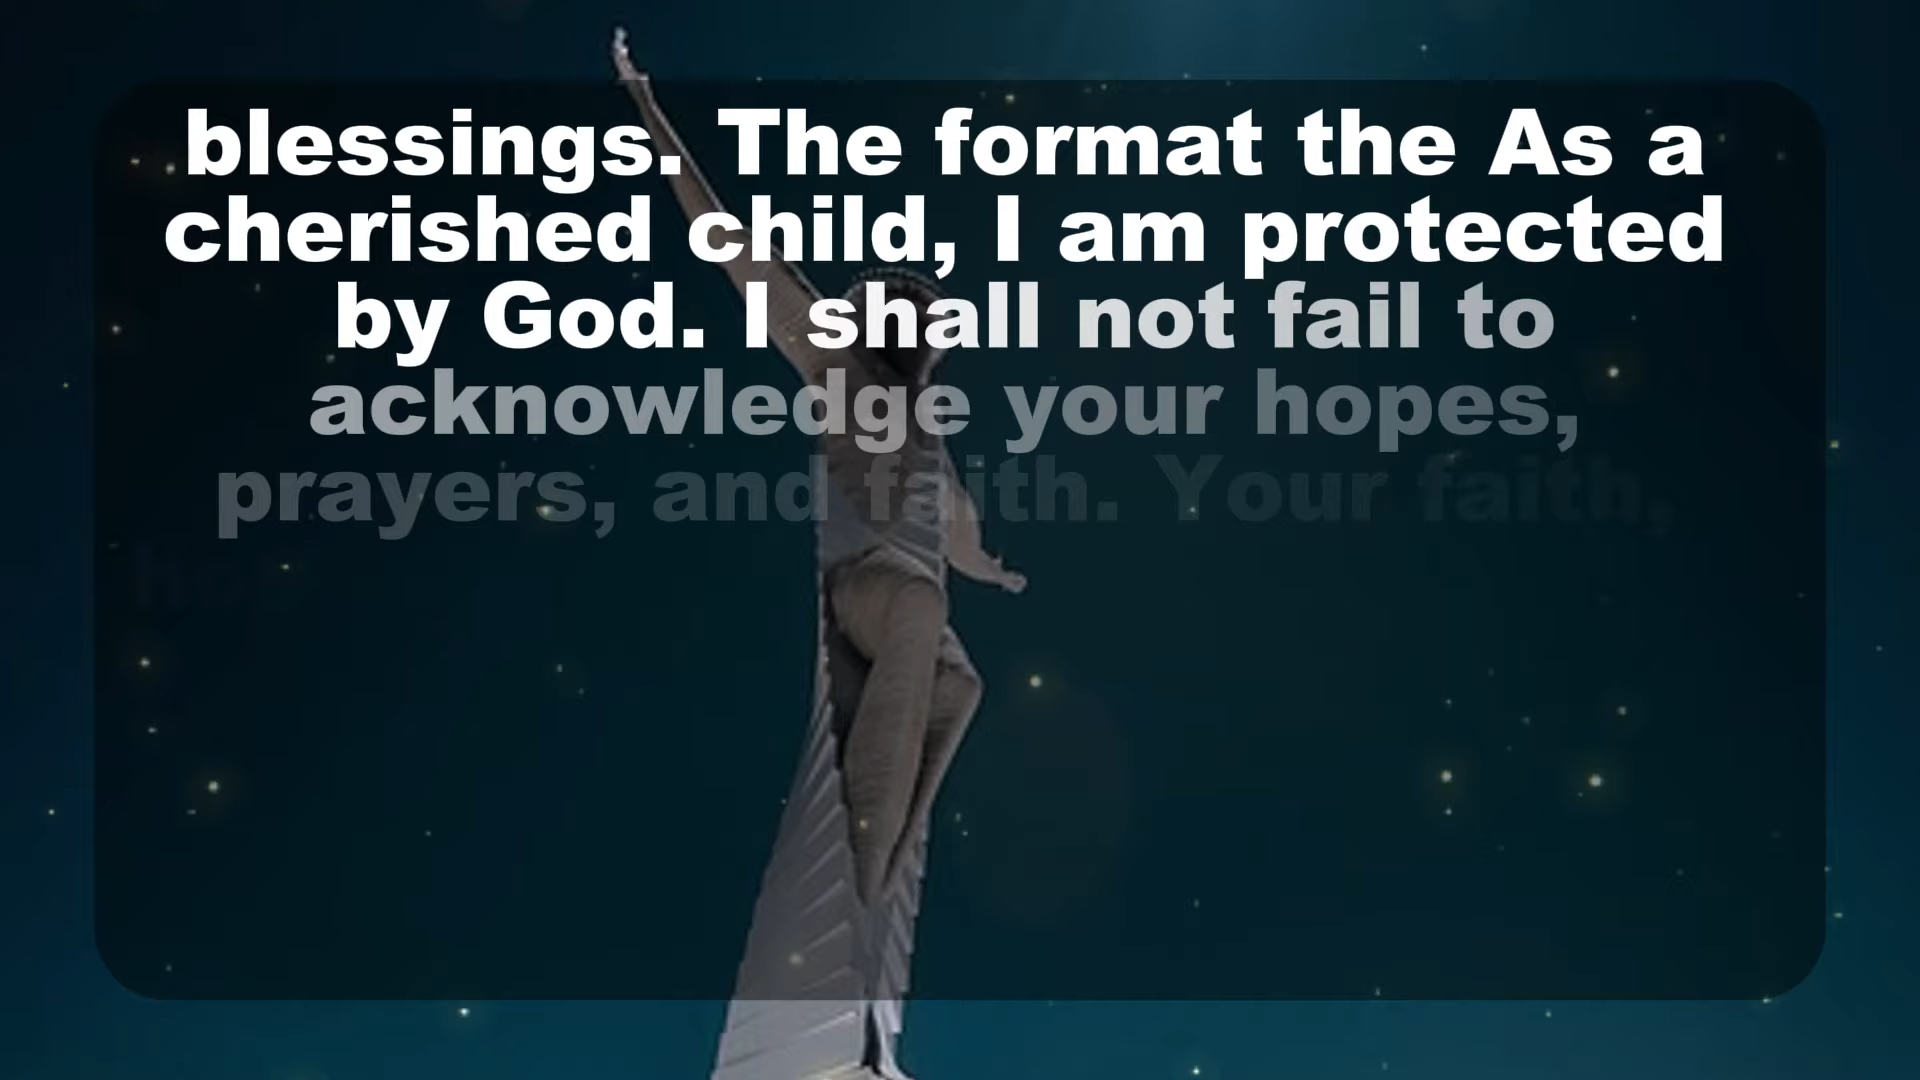 blessings. The format the As a
cherished child, I am protected
by God. I shall not fail to
acknowledge your hopes,
prayers, and faith. Your faith,
hop